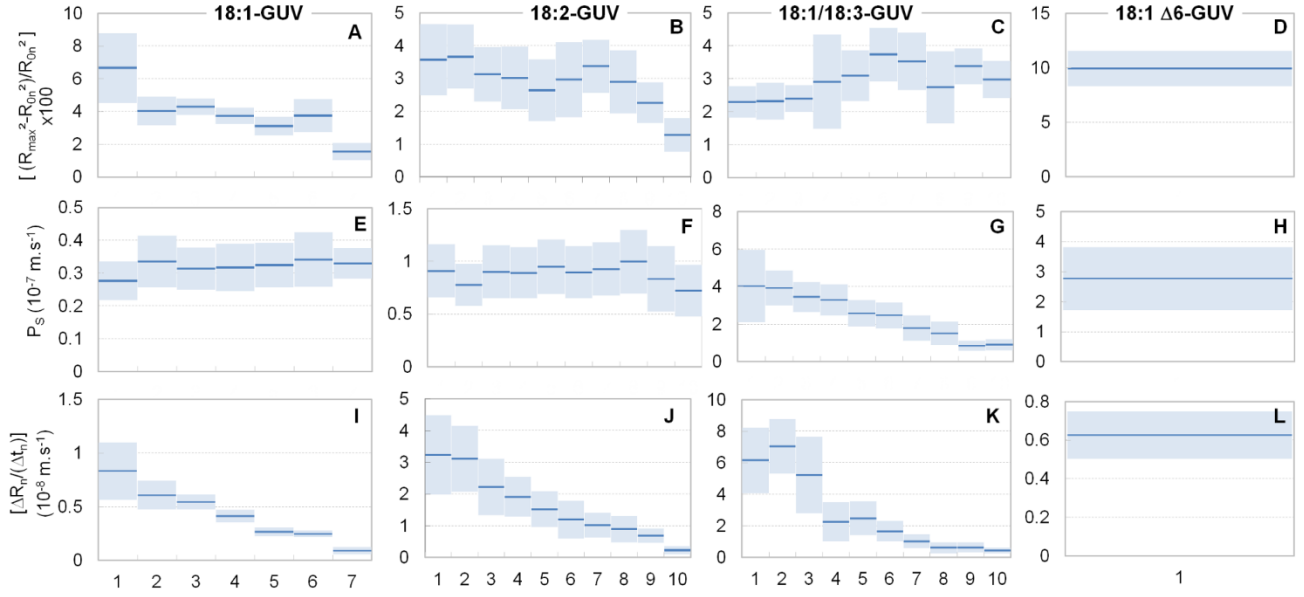 18:1-GUV
18:2-GUV
18:1/18:3-GUV
18:1 Δ6-GUV
[ (Rmax²-R0n²)/R0n² ]
x100
10
8
6
4
2
0
A
5
4
3
2
1
0
B
5
4
3
2
1
0
C
15
10
5
0
D
PS (10-7 m.s-1)
0.5
0.4
0.3
0.2
0.1
0
E
1.5
1
0.5
0
F
8
6
4
2
0
G
5
4
3
2
1
0
H
[ΔRn/(Δtn)]
(10-8 m.s-1)
1.5
1
0.5
0
I
5
4
3
2
1
0
J
10
8
6
4
2
0
K
0.8
0.6
0.4
0.2
0
L
1 2 3 4 5 6 7
1 2 3 4 5 6 7 8 9 10
1 2 3 4 5 6 7 8 9 10
1